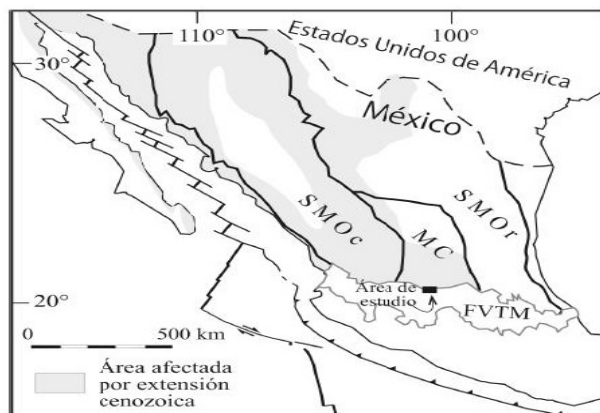 110°
100°
Estados Unidos de América
30°
México
SMOc
MC
SMOr
20°
Área de
estudio
FVTM
0
500 km
Área afectada
por extensión
cenozoica